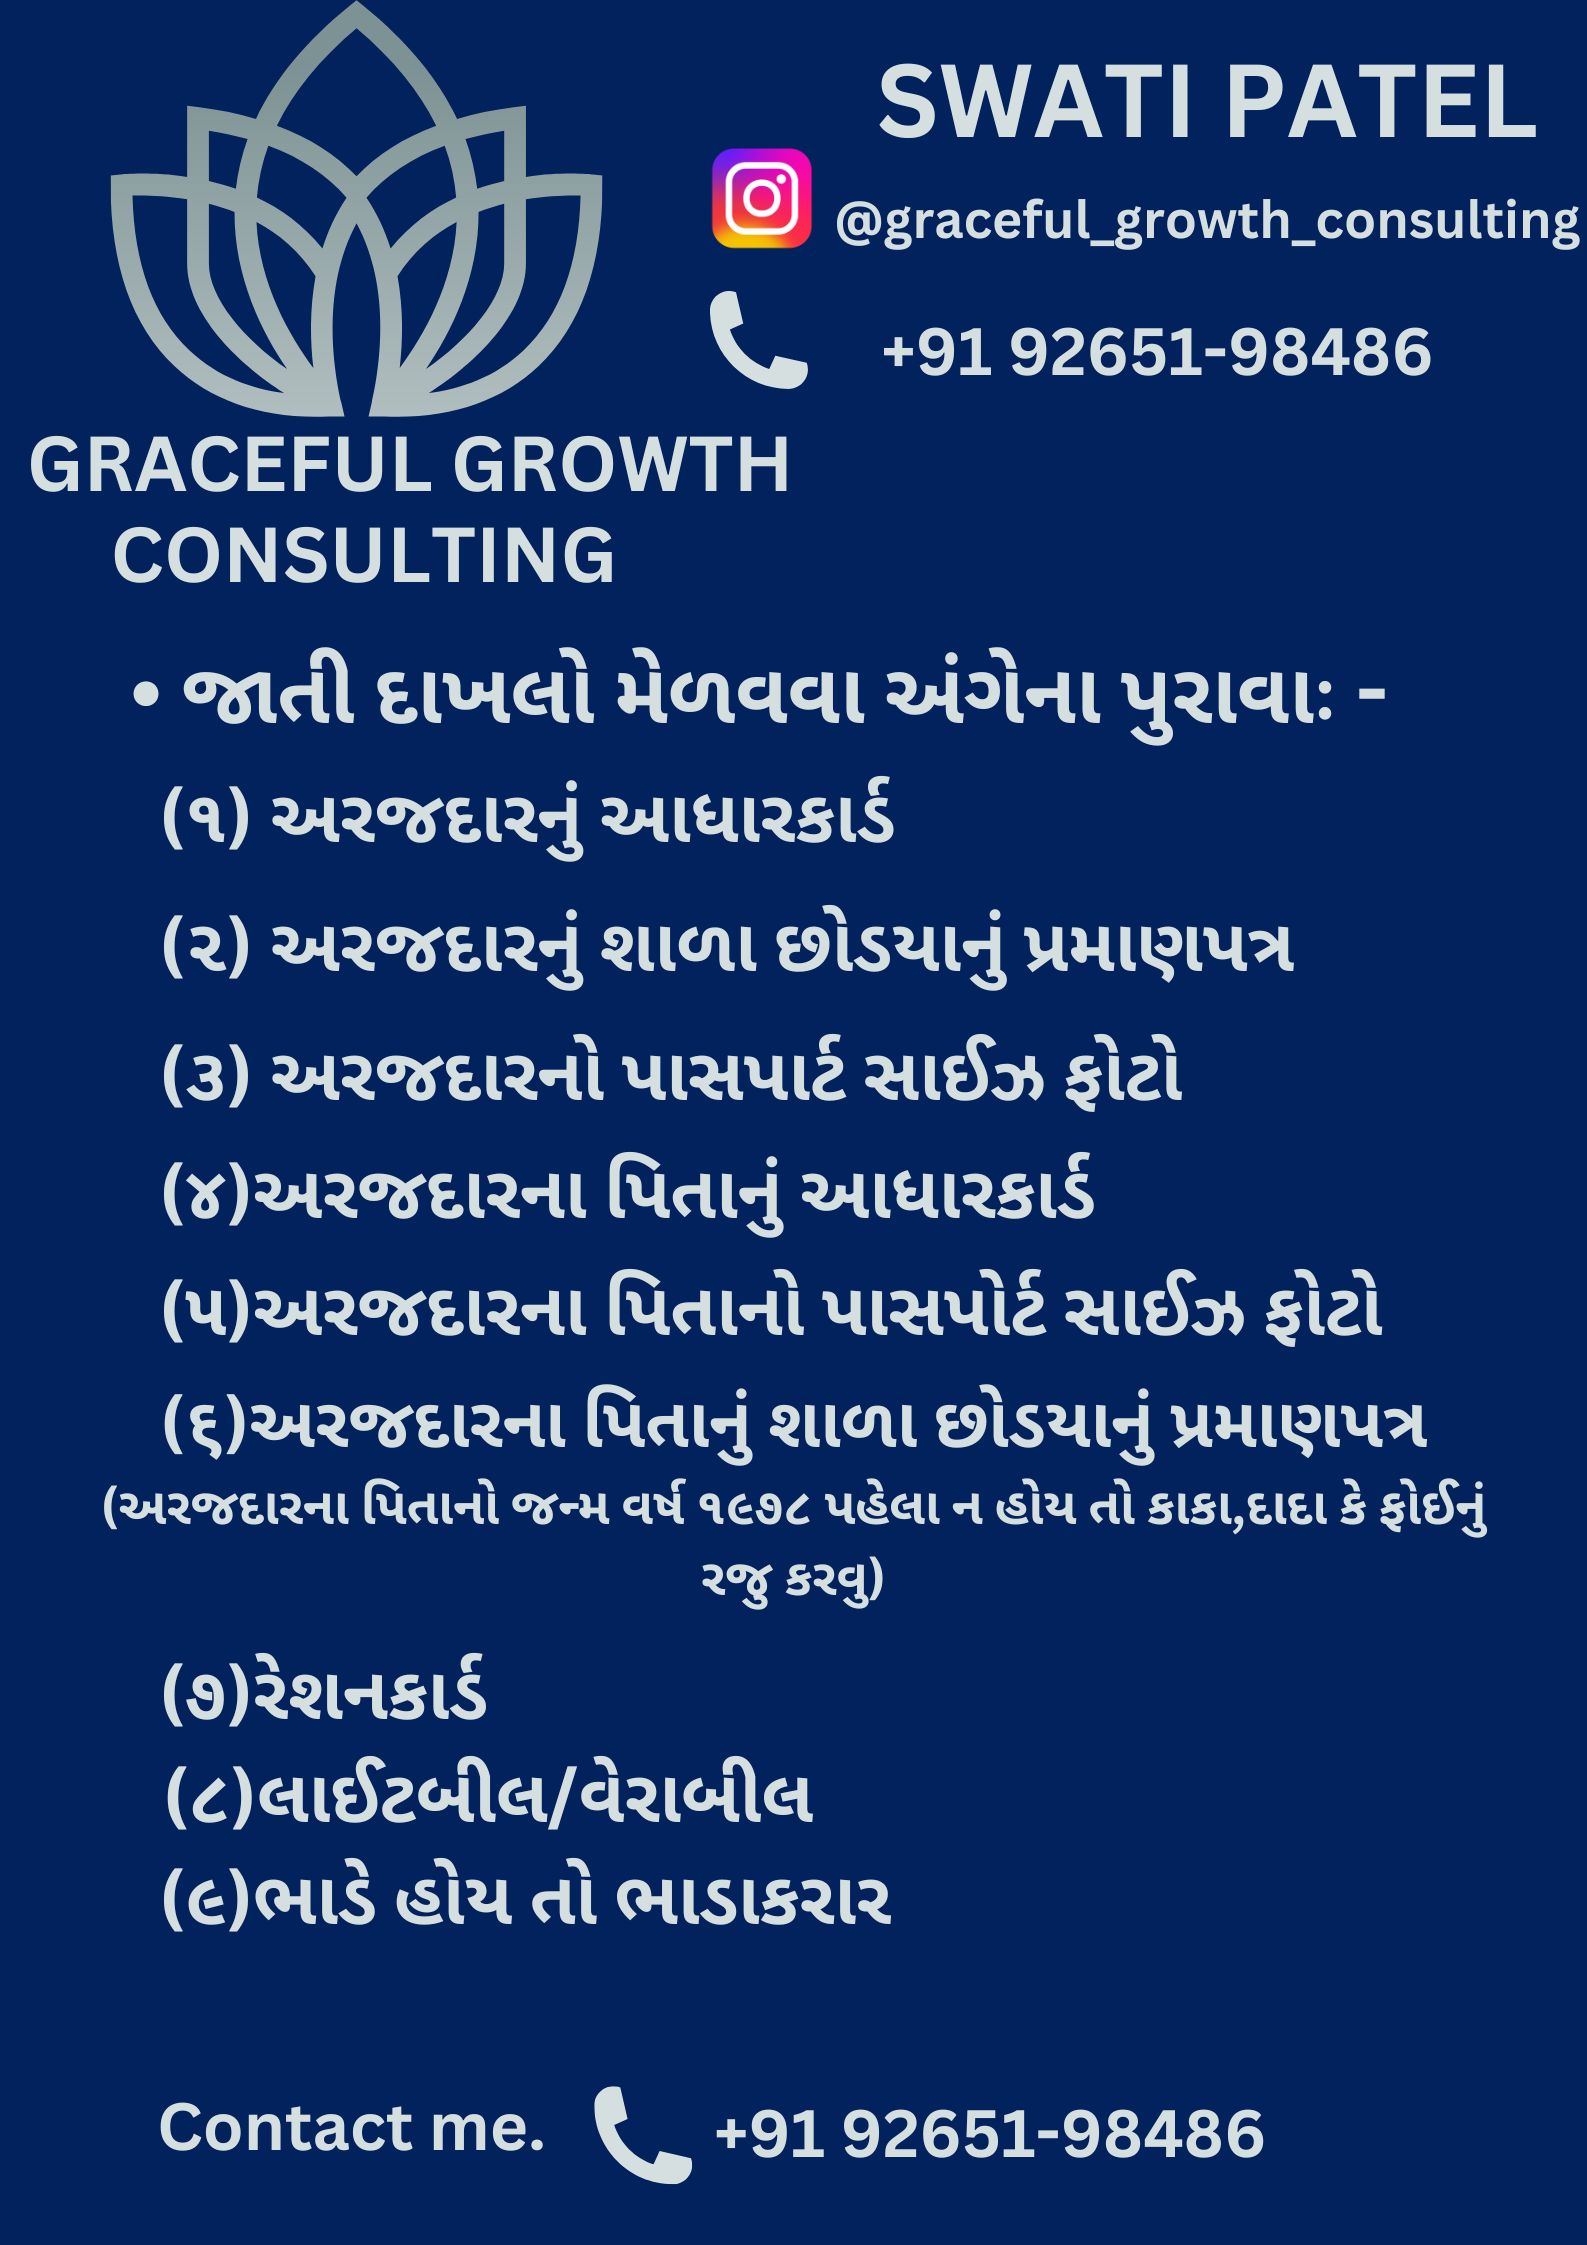 SWATI PATEL
@graceful_growth_consulting
+91 92651-98486
GRACEFUL GROWTH
CONSULTING
• જાતી દાખલો મેળવવા અંગેના પુરાવાઃ -
(૧) અરજદારનું આધારકાર્ડ
(૨) અરજદારનું શાળા છોડયાનું પ્રમાણપત્ર
(૩) અરજદારનો પાસપાર્ટ સાઈઝ ફોટો
(૪)અરજદારના પિતાનું આધારકાર્ડ
(૫)અરજદારના પિતાનો પાસપોર્ટ સાઈઝ ફોટો
(૬)અરજદારના પિતાનું શાળા છોડયાનું પ્રમાણપત્ર
(અરજદારના પિતાનો જન્મ વર્ષ ૧૯૭૮ પહેલા ન હોય તો કાકા,દાદા કે ફોઈનું
રજુ કરવુ)
(૭)રેશનકાર્ડ
(૮)લાઈટબીલ/વેરાબીલ
(૯)ભાડે હોય તો ભાડાકરાર
Contact me. +91 92651-98486